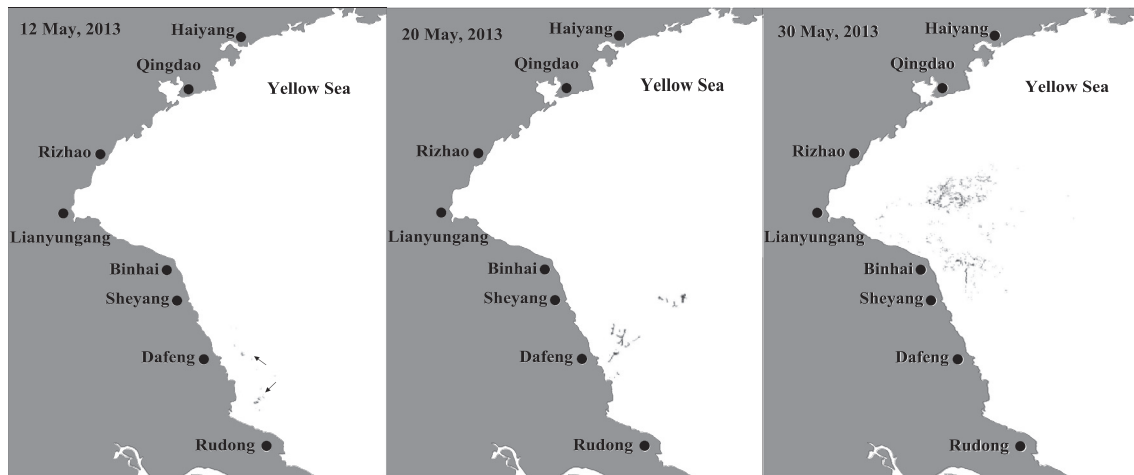 12 May, 2013
Haiyang
Qingdao
Yellow Sea
Rizhao
Lianyungang
Binhai
Sheyang
Dafeng
Rudong
20 May, 2013
Haiyang
Qingdao
Yellow Sea
Rizhao
Lianyungang
Binhai
Sheyang
Dafeng
Rudong
30 May, 2013
Haiyang
Qingdao
Yellow Sea
Rizhao
Lianyungang
Binhai
Sheyang
Dafeng
Rudong